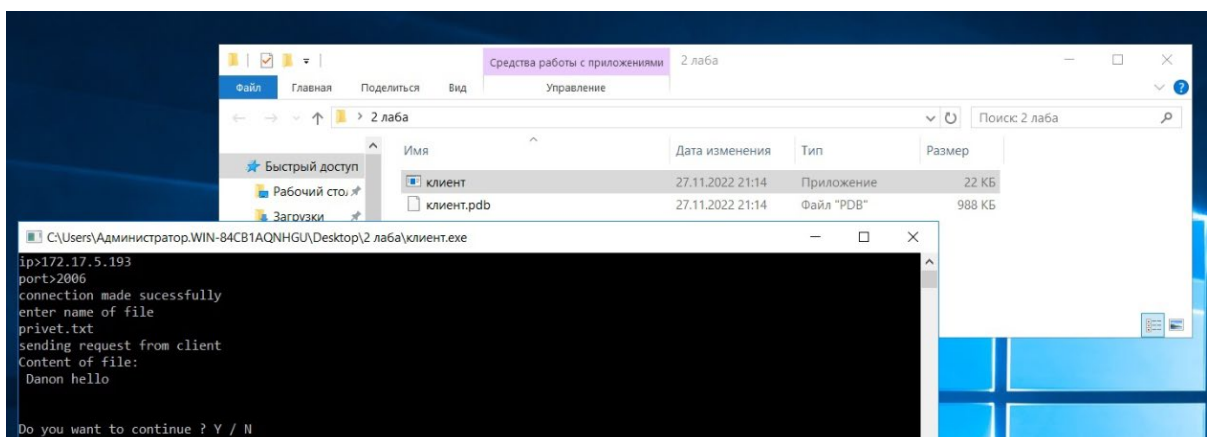 Средства работы с приложениями 2 лаба
Файл Главная Поделиться Вид Управление
2 лаба Поиск: 2 лаба
Имя Дата изменения Тип Размер
Быстрый доступ
Рабочий стол
Загрузки
клиент 27.11.2022 21:14 Приложение 22 КБ
клиент.pdb 27.11.2022 21:14 Файл "PDB" 988 КБ
C:\Users\Администратор.WIN-84CB1AQNHGU\Desktop\2 лаба\клиент.exe
ip>172.17.5.193
port>2006
connection made sucessfully
enter name of file
privet.txt
sending request from client
Content of file:
Danon hello
Do you want to continue ? Y / N